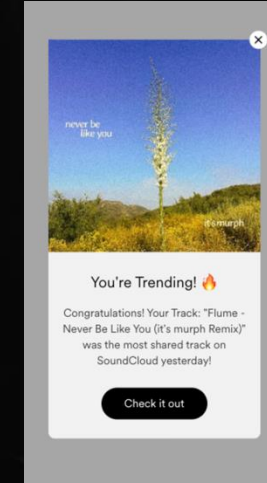 never be
like you
it's murph
You're Trending! 🔥
Congratulations! Your Track: "Flume -
Never Be Like You (it's murph Remix)"
was the most shared track on
SoundCloud yesterday!
Check it out